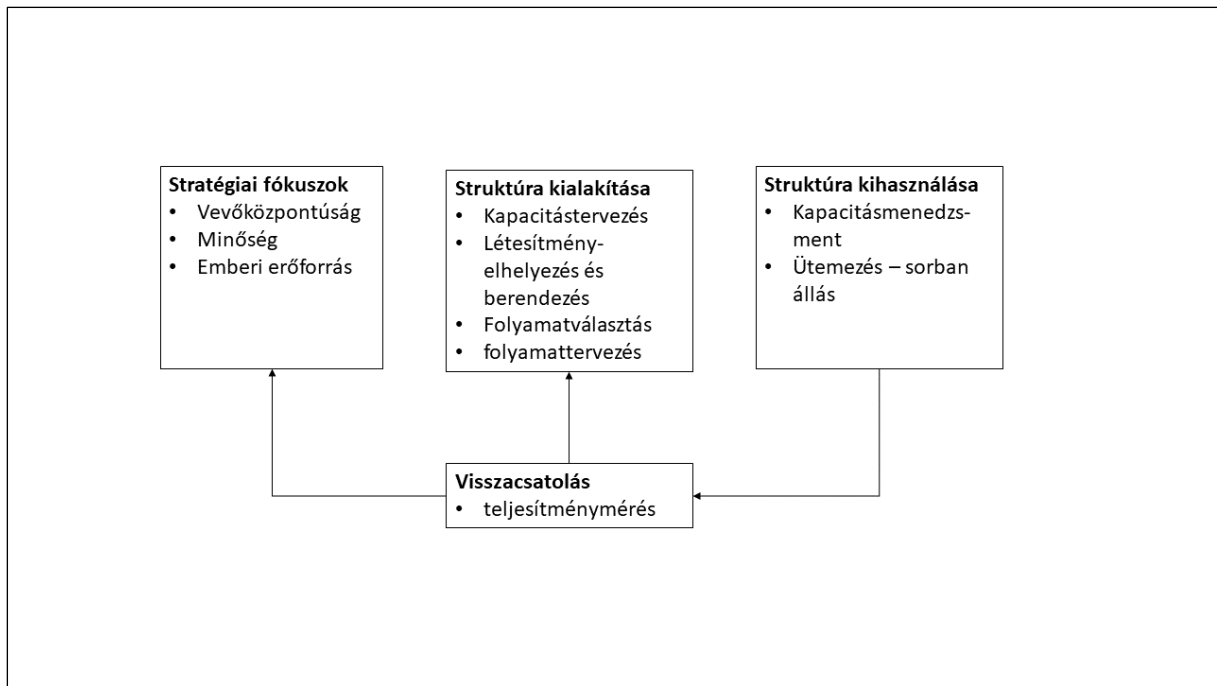 Stratégiai fókuszok
• Vevőközpontúság
• Minőség
• Emberi erőforrás
Struktúra kialakítása
• Kapacitástervezés
• Létesítmény-
elhelyezés és
berendezés
• Folyamatválasztás
• folyamattervezés
Struktúra kihasználása
• Kapacitásmenedzs-
ment
• Ütemezés – sorban
állás
Visszacsatolás
• teljesítménymérés